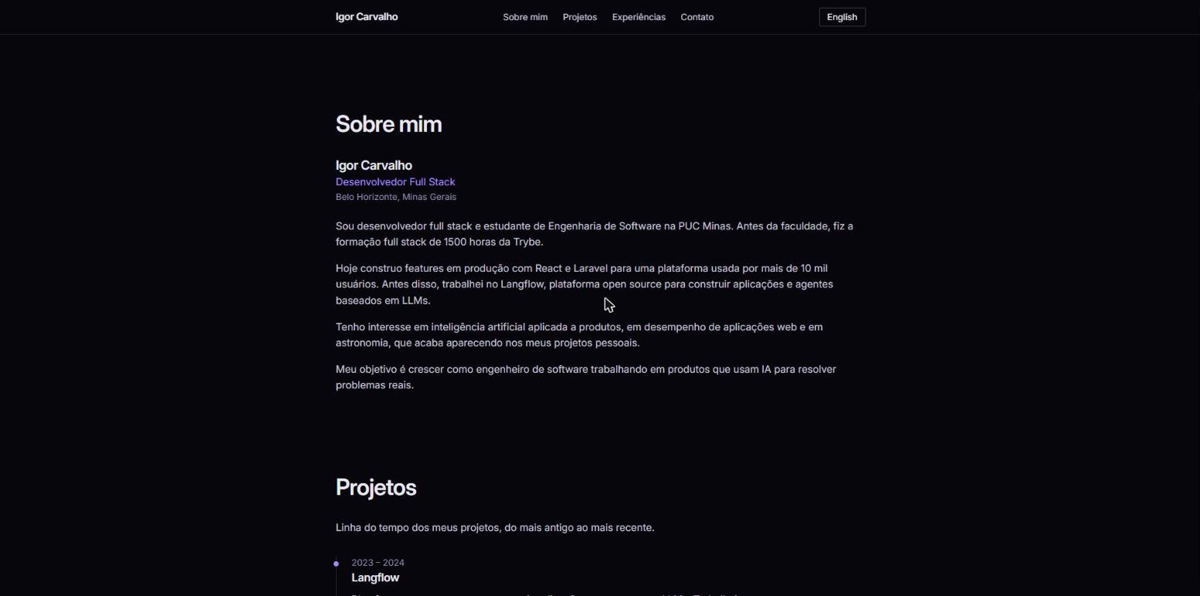 Igor Carvalho
Sobre mim
Projetos
Experiências
Contato
English
Sobre mim
Igor Carvalho
Desenvolvedor Full Stack
Belo Horizonte, Minas Gerais
Sou desenvolvedor full stack e estudante de Engenharia de Software na PUC Minas. Antes da faculdade, fiz a
formação full stack de 1500 horas da Trybe.
Hoje construo features em produção com React e Laravel para uma plataforma usada por mais de 10 mil
usuários. Antes disso, trabalhei no Langflow, plataforma open source para construir aplicações e agentes
baseados em LLMs.
Tenho interesse em inteligência artificial aplicada a produtos, em desempenho de aplicações web e em
astronomia, que acaba aparecendo nos meus projetos pessoais.
Meu objetivo é crescer como engenheiro de software trabalhando em produtos que usam IA para resolver
problemas reais.
Projetos
Linha do tempo dos meus projetos, do mais antigo ao mais recente.
2023 – 2024
Langflow